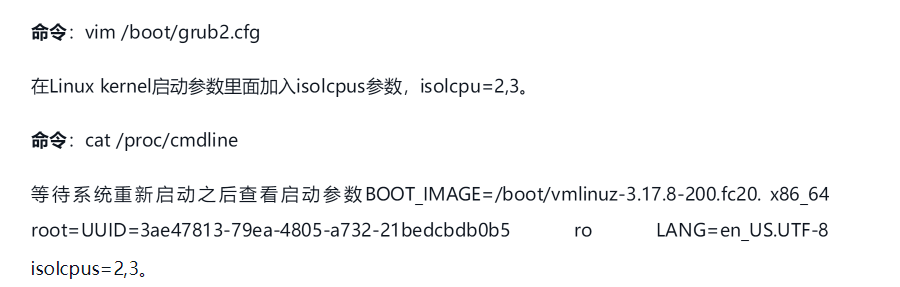 命令：vim /boot/grub2.cfg
在Linux kernel启动参数里面加入isolcpus参数，isolcpu=2,3。
命令：cat /proc/cmdline
等待系统重新启动之后查看启动参数BOOT_IMAGE=/boot/vmlinuz-3.17.8-200.fc20. x86_64
root=UUID=3ae47813-79ea-4805-a732-21bedcbdb0b5 ro LANG=en_US.UTF-8
isolcpus=2,3。